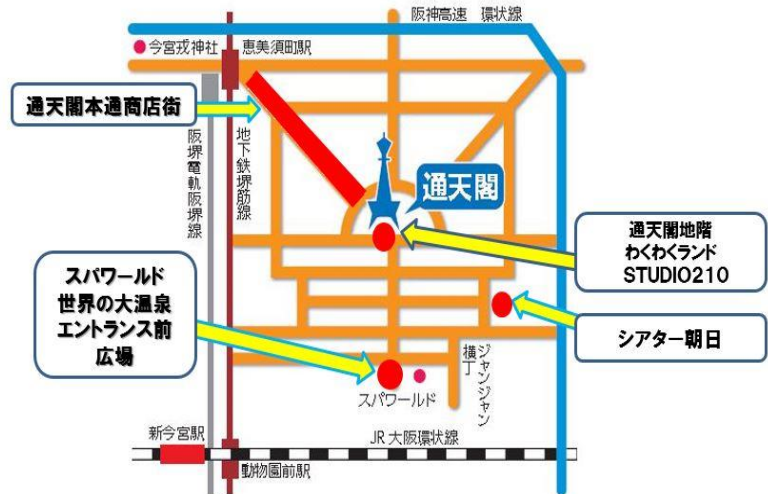 阪神高速 環状線
今宮戎神社
恵美須町駅
通天閣本通商店街
阪堺電軌阪堺線
地下鉄堺筋線
通天閣
通天閣地階
わくわくランド
STUDIO210
スパワールド
世界の大温泉
エントランス前
広場
シアター朝日
ジャンジャン
横丁
スパワールド
新今宮駅
JR大阪環状線
動物園前駅